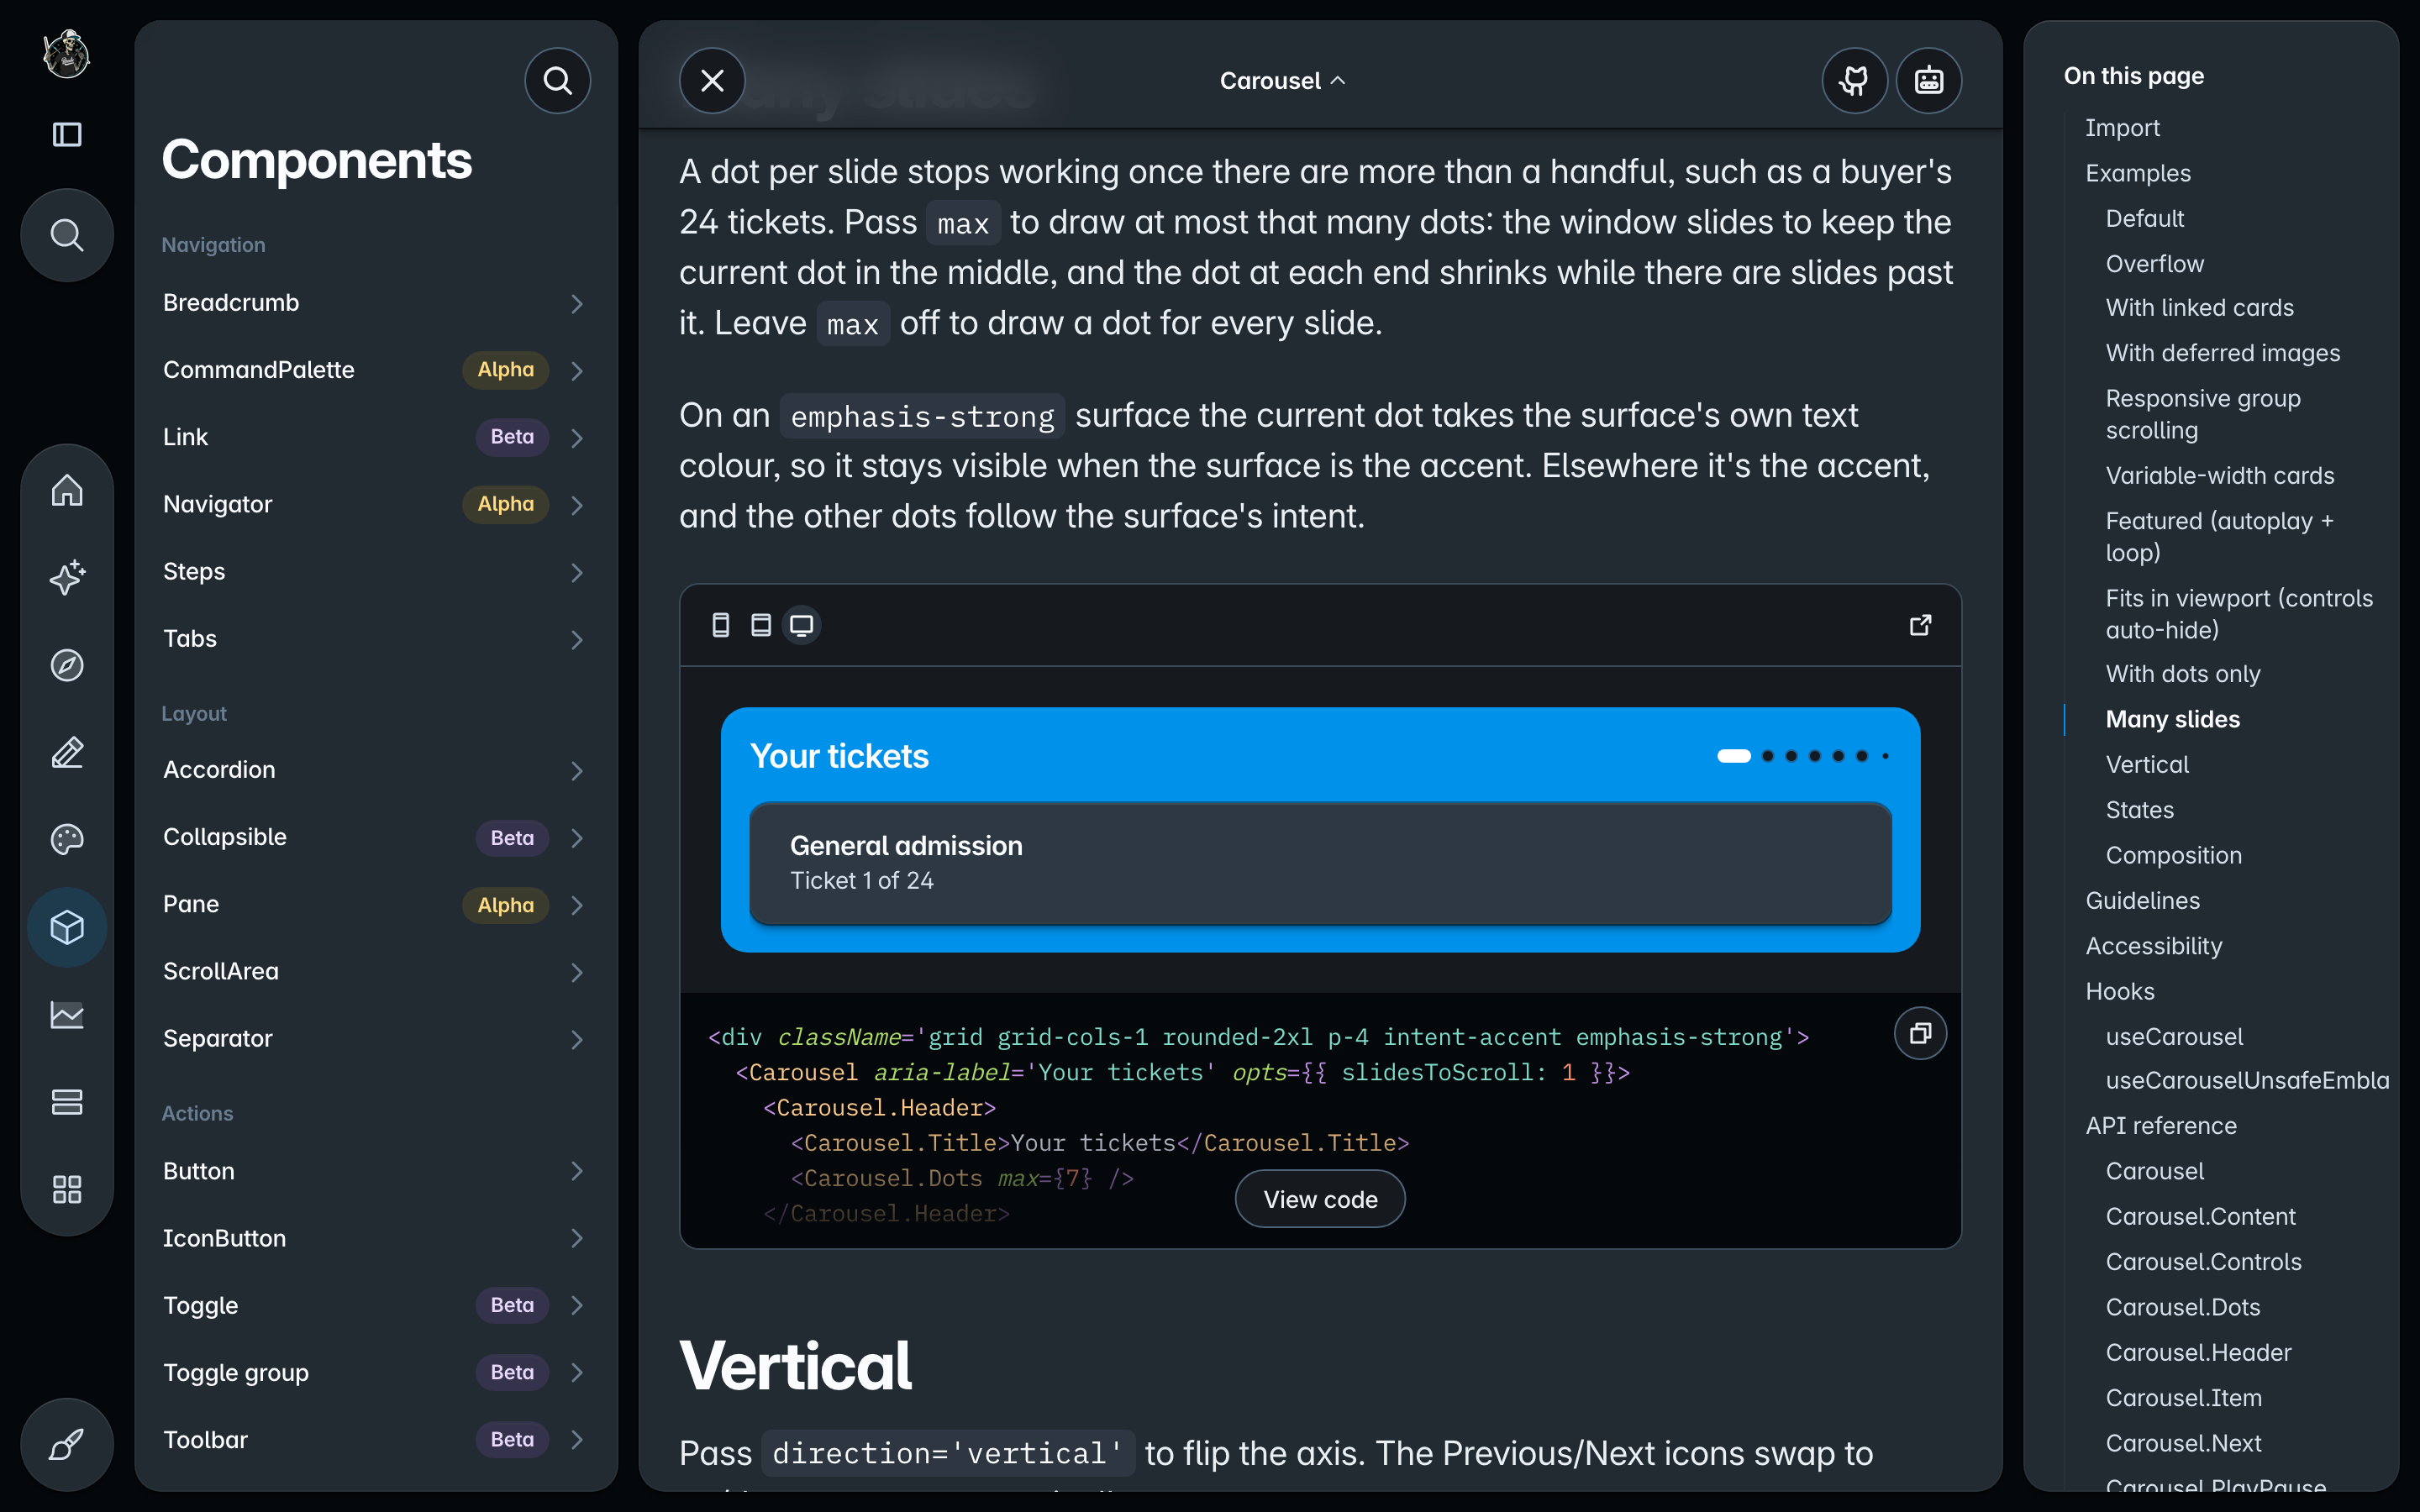 Components
Navigation
Breadcrumb
CommandPalette Alpha
Link Beta
Navigator Alpha
Steps
Tabs
Layout
Accordion
Collapsible Beta
Pane Alpha
ScrollArea
Separator
Actions
Button
IconButton
Toggle Beta
Toggle group Beta
Toolbar Beta
Carousel
Many slides
A dot per slide stops working once there are more than a handful, such as a buyer's
24 tickets. Pass max to draw at most that many dots: the window slides to keep the
current dot in the middle, and the dot at each end shrinks while there are slides past
it. Leave max off to draw a dot for every slide.
On an emphasis-strong surface the current dot takes the surface's own text
colour, so it stays visible when the surface is the accent. Elsewhere it's the accent,
and the other dots follow the surface's intent.
Your tickets
General admission
Ticket 1 of 24
<div className='grid grid-cols-1 rounded-2xl p-4 intent-accent emphasis-strong'>
<Carousel aria-label='Your tickets' opts={{ slidesToScroll: 1 }}>
<Carousel.Header>
<Carousel.Title>Your tickets</Carousel.Title>
<Carousel.Dots max={7} />
</Carousel.Header>
View code
Vertical
Pass direction='vertical' to flip the axis. The Previous/Next icons swap to
On this page
Import
Examples
Default
Overflow
With linked cards
With deferred images
Responsive group
scrolling
Variable-width cards
Featured (autoplay +
loop)
Fits in viewport (controls
auto-hide)
With dots only
Many slides
Vertical
States
Composition
Guidelines
Accessibility
Hooks
useCarousel
useCarouselUnsafeEmbla
API reference
Carousel
Carousel.Content
Carousel.Controls
Carousel.Dots
Carousel.Header
Carousel.Item
Carousel.Next
Carousel.PlayPause